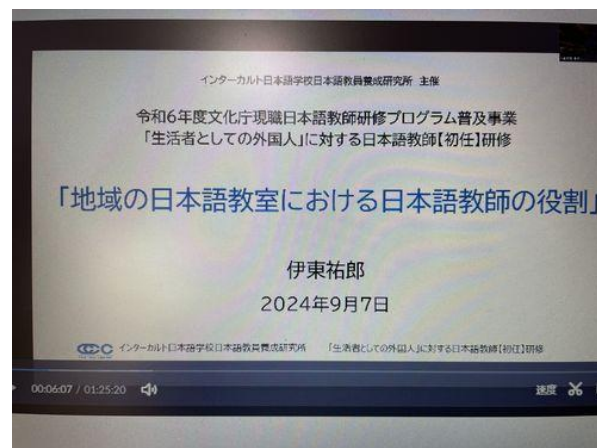 インターカルト日本語学校日本語教員養成研究所 主催
令和6年度文化庁現職日本語教師研修プログラム普及事業
「生活者としての外国人」に対する日本語教師【初任】研修
「地域の日本語教室における日本語教師の役割」
伊東祐郎
2024年9月7日
インターカルト日本語学校日本語教員養成研究所 「生活者としての外国人」に対する日本語教師【初任】研修
00:06:07 / 01:25:20
速度